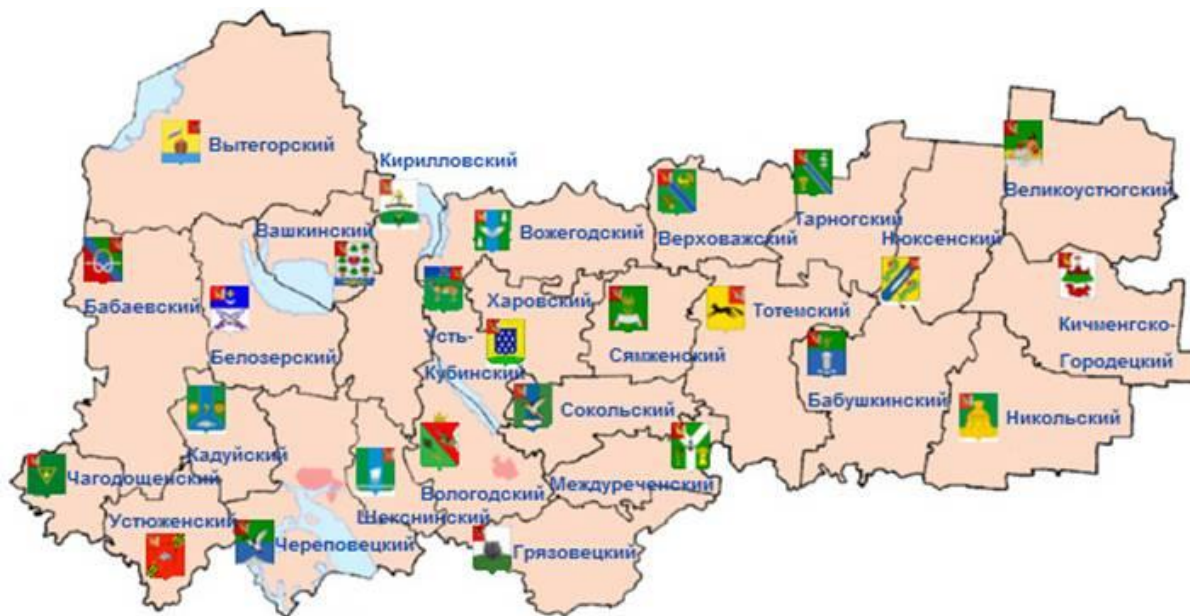 Вытегорский
Кирилловский
Великоустюгский
Вашкинский
Вожегодский
Верховажский
Тарногский
Нюксенский
Бабаевский
Белозерский
Харовский
Усть-
Кубинский
Сямженский
Тотемский
Кичменгско-
Городецкий
Бабушкинский
Никольский
Сокольский
Кадуйский
Чагодощенский
Устюженский
Череповецкий
Шекснинский
Вологодский
Междуреченский
Грязовецкий